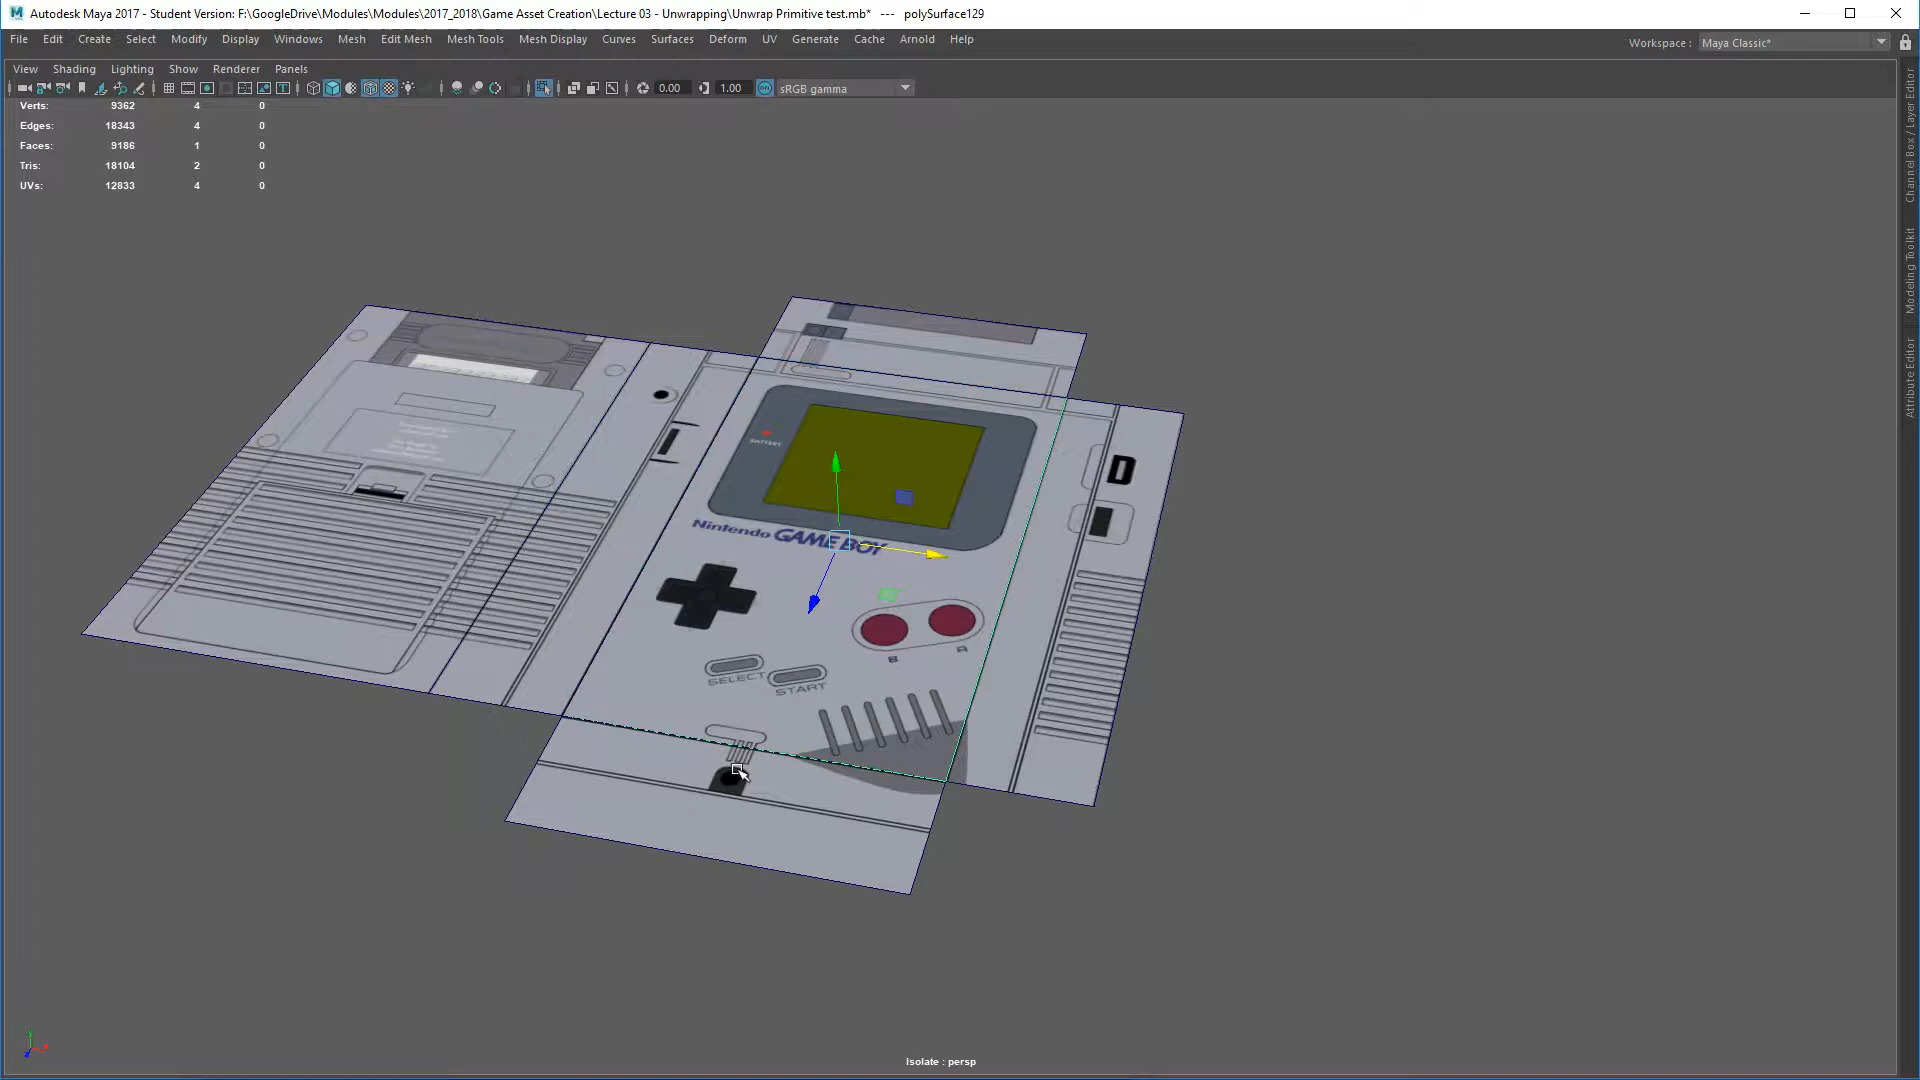 Autodesk Maya 2017 - Student Version: F:\GoogleDrive\Modules\Modules\2017_2018\Game Asset Creation\Lecture 03 - Unwrapping\Unwrap Primitive test.mb* --- polySurface129
File Edit Create Select Modify Display Windows Mesh Edit Mesh Mesh Tools Mesh Display Curves Surfaces Deform UV Generate Cache Arnold Help
Workspace : Maya Classic*
View Shading Lighting Show Renderer Panels
0.00 1.00 sRGB gamma
Verts: 9362 4 0
Edges: 18343 4 0
Faces: 9186 1 0
Tris: 18104 2 0
UVs: 12833 4 0
Channel Box / Layer Editor
Modeling Toolkit
Attribute Editor
BATTERY
Nintendo GAME BOY
B A
SELECT START
Isolate : persp